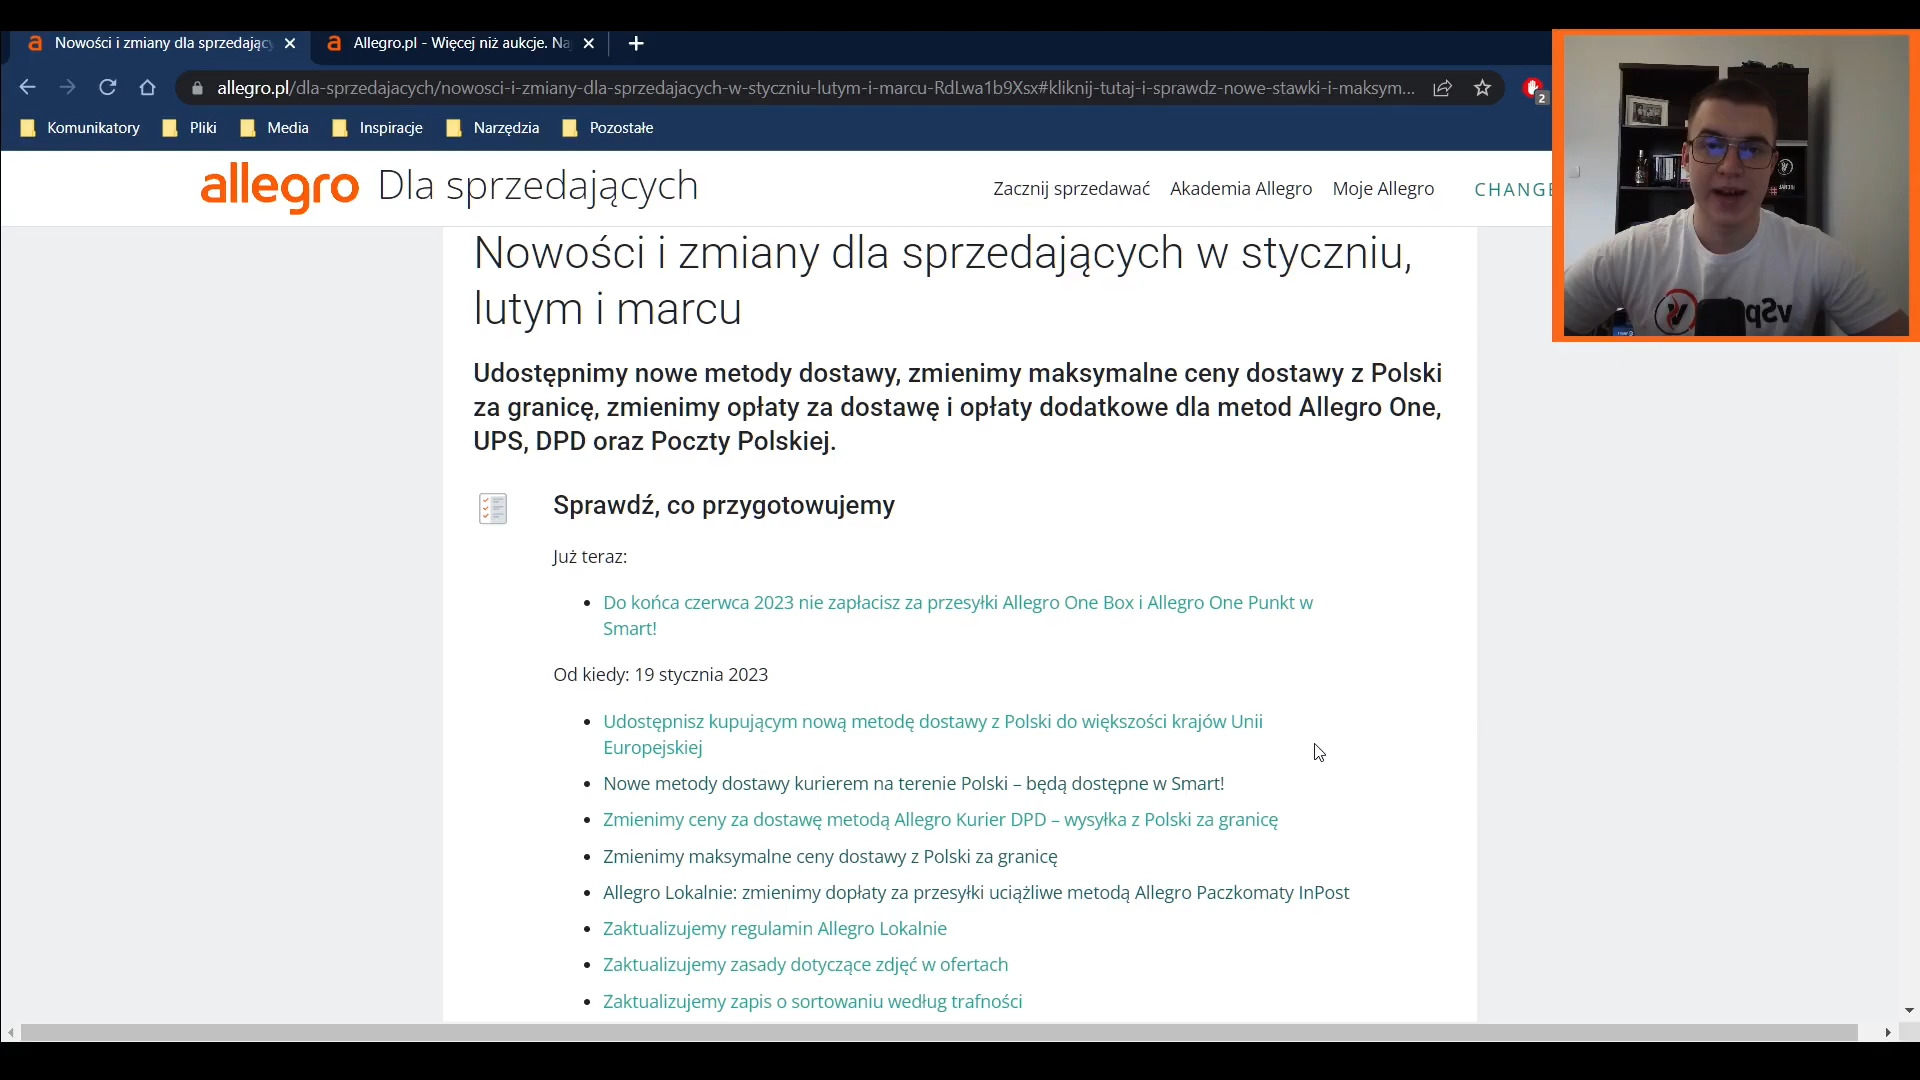 Nowości i zmiany dla sprzedając
Allegro.pl - Więcej niż aukcje. Na
allegro.pl/dla-sprzedajacych/nowosci-i-zmiany-dla-sprzedajacych-w-styczniu-lutym-i-marcu-RdLwa1b9Xsx#kliknij-tutaj-i-sprawdz-nowe-stawki-i-maksym...
2
Komunikatory
Pliki
Media
Inspiracje
Narzędzia
Pozostałe
allegro Dla sprzedających
Zacznij sprzedawać
Akademia Allegro
Moje Allegro
CHANGE
Nowości i zmiany dla sprzedających w styczniu,
lutym i marcu
Udostępnimy nowe metody dostawy, zmienimy maksymalne ceny dostawy z Polski
za granicę, zmienimy opłaty za dostawę i opłaty dodatkowe dla metod Allegro One,
UPS, DPD oraz Poczty Polskiej.
Sprawdź, co przygotowujemy
Już teraz:
Do końca czerwca 2023 nie zapłacisz za przesyłki Allegro One Box i Allegro One Punkt w
Smart!
Od kiedy: 19 stycznia 2023
Udostępnisz kupującym nową metodę dostawy z Polski do większości krajów Unii
Europejskiej
Nowe metody dostawy kurierem na terenie Polski – będą dostępne w Smart!
Zmienimy ceny za dostawę metodą Allegro Kurier DPD – wysyłka z Polski za granicę
Zmienimy maksymalne ceny dostawy z Polski za granicę
Allegro Lokalnie: zmienimy dopłaty za przesyłki uciążliwe metodą Allegro Paczkomaty InPost
Zaktualizujemy regulamin Allegro Lokalnie
Zaktualizujemy zasady dotyczące zdjęć w ofertach
Zaktualizujemy zapis o sortowaniu według trafności